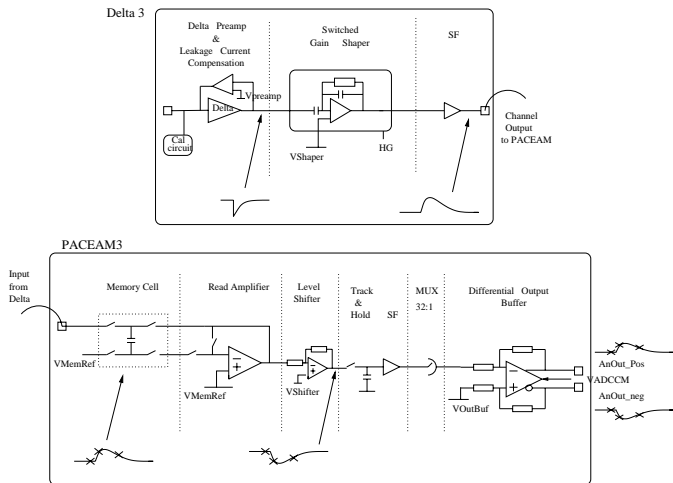 Delta 3
Delta Preamp
&
Leakage Current
Compensation
Switched
Gain Shaper
SF
Vpreamp
Delta
Cal
circuit
VShaper
HG
Channel
Output
to PACEAM
PACEAM3
Input
from
Delta
Memory Cell
Read Amplifier
Level
Shifter
Track
&
Hold
SF
MUX
32:1
Differential Output
Buffer
VMemRef
VMemRef
VShifter
VOutBuf
AnOut_Pos
VADCCM
AnOut_neg